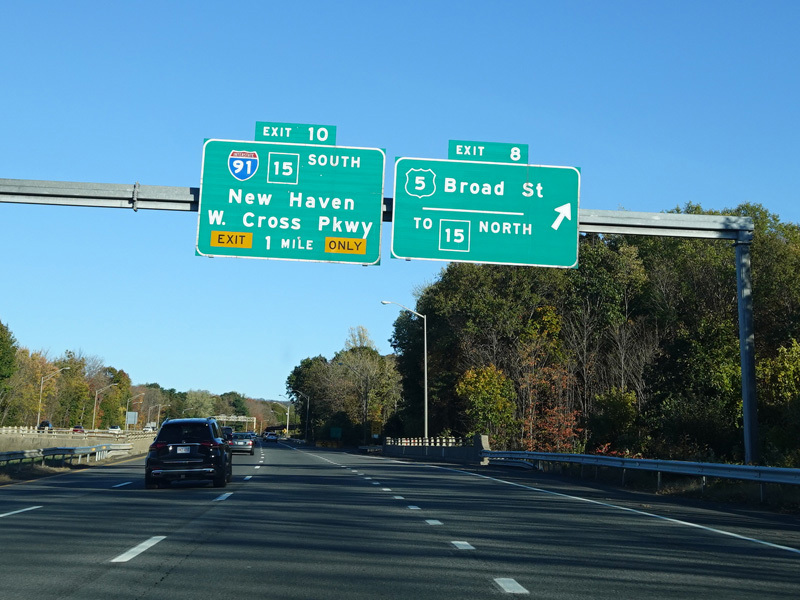 EXIT 10
INTERSTATE 91 15 SOUTH
New Haven
W. Cross Pkwy
EXIT 1 MILE ONLY
EXIT 8
5 Broad St
TO 15 NORTH